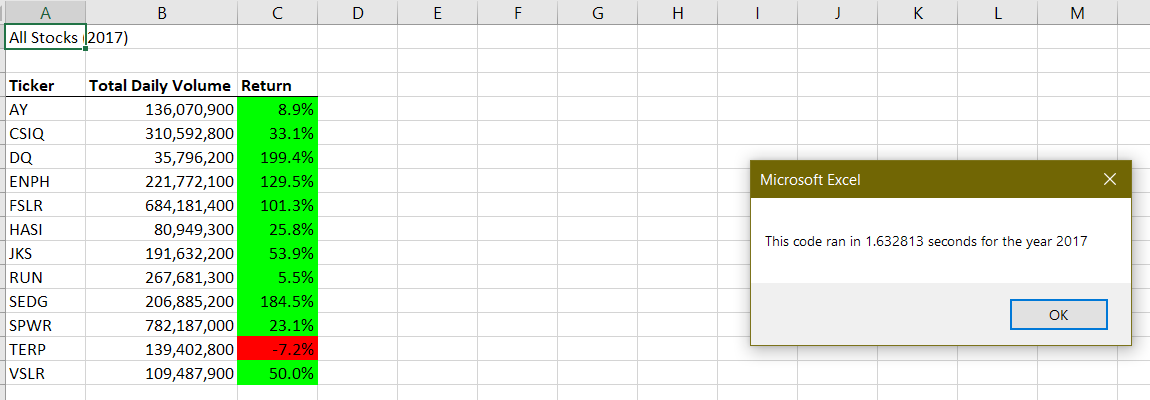 A B C D E F G H I J K L M
All Stocks (2017)
Ticker Total Daily Volume Return
AY 136,070,900 8.9%
CSIQ 310,592,800 33.1%
DQ 35,796,200 199.4%
ENPH 221,772,100 129.5%
FSLR 684,181,400 101.3%
HASI 80,949,300 25.8%
JKS 191,632,200 53.9%
RUN 267,681,300 5.5%
SEDG 206,885,200 184.5%
SPWR 782,187,000 23.1%
TERP 139,402,800 -7.2%
VSLR 109,487,900 50.0%
Microsoft Excel
This code ran in 1.632813 seconds for the year 2017
OK